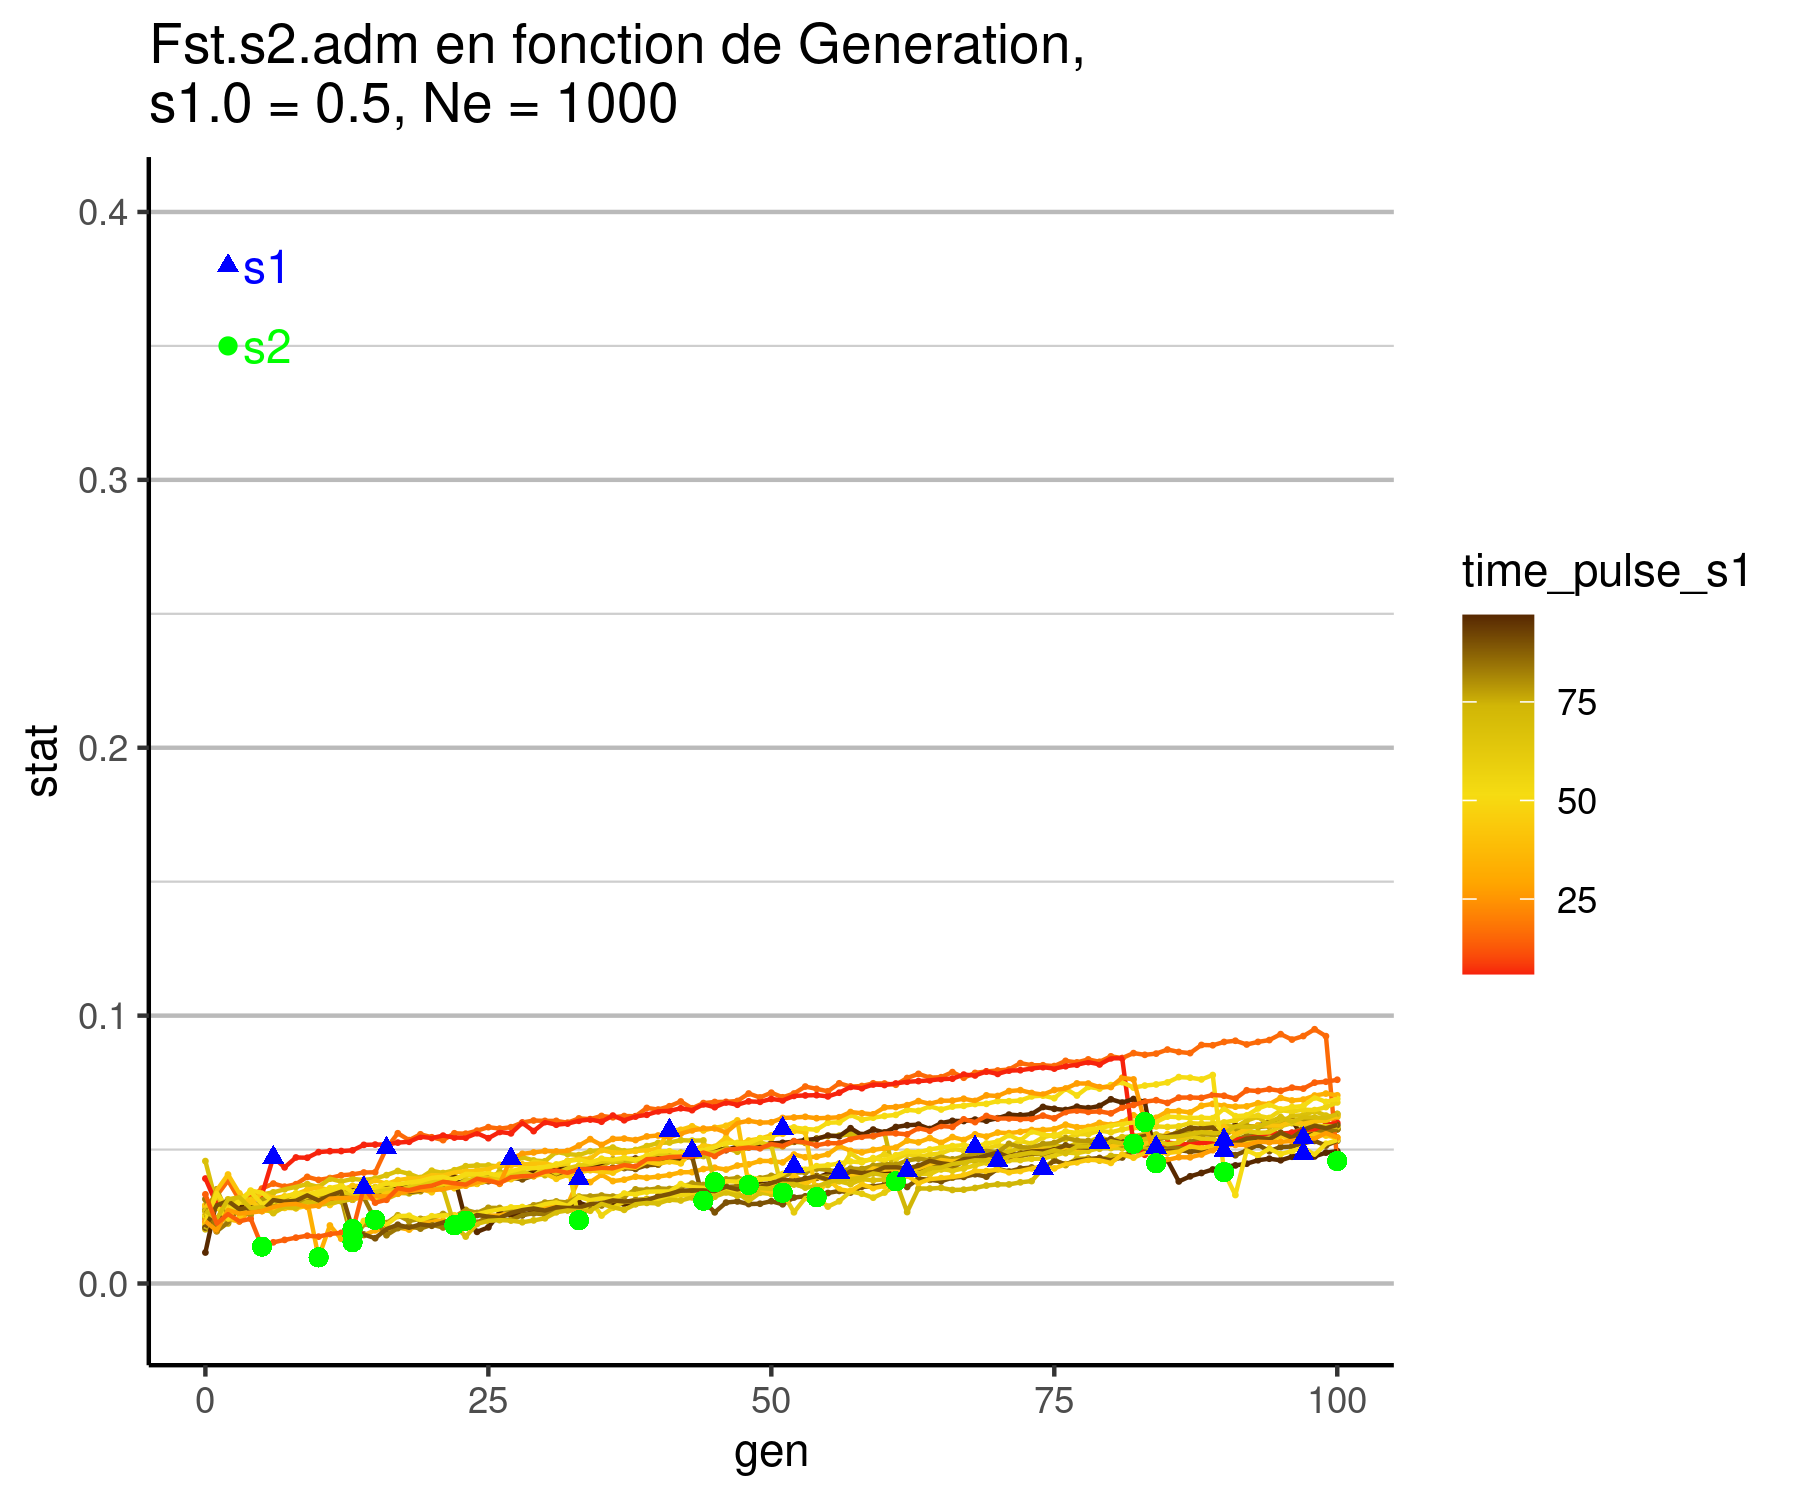 Fst.s2.adm en fonction de Generation,
s1.0 = 0.5, Ne = 1000
0.4
s1
s2
0.3
0.2
0.1
0.0
stat
0 25 50 75 100
gen
time_pulse_s1
75
50
25